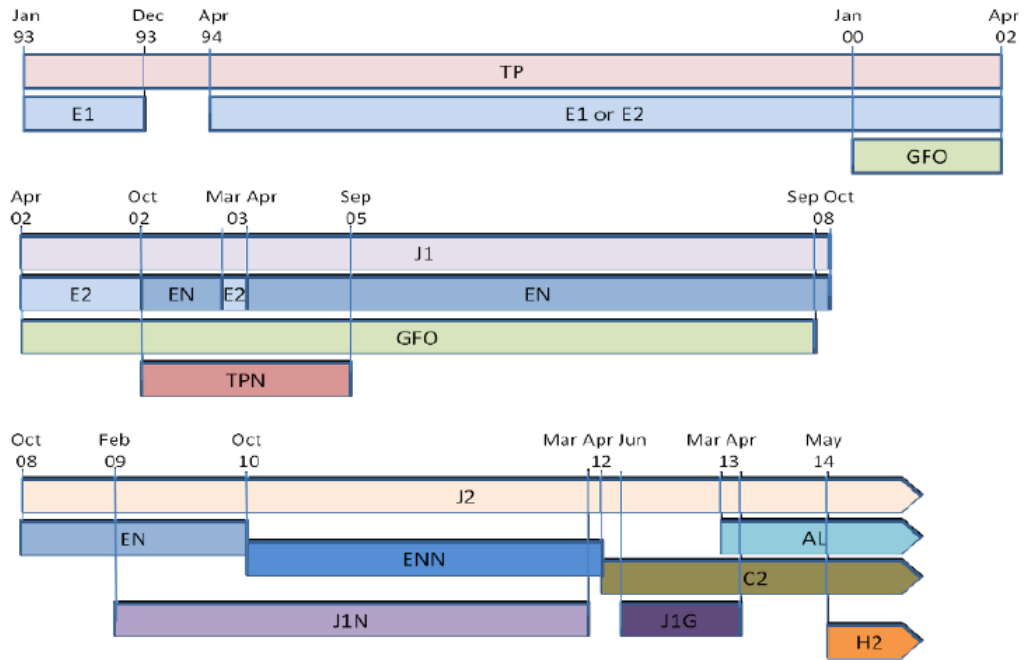 Jan Dec Apr Jan Apr
93 93 94 00 02
TP
E1 E1 or E2
GFO
Apr Oct Mar Apr Sep Sep Oct
02 02 03 05 08
J1
E2 EN E2 EN
GFO
TPN
Oct Feb Oct Mar Apr Jun Mar Apr May
08 09 10 12 13 14
J2
EN AL
ENN C2
J1N J1G
H2